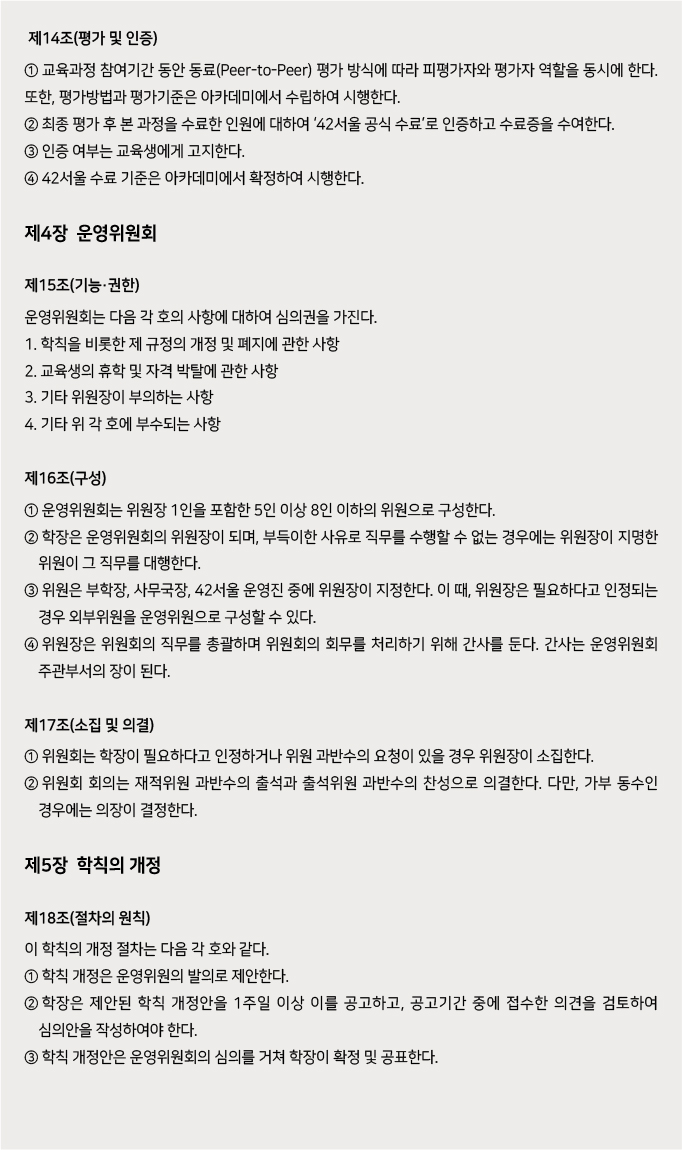 제14조(평가 및 인증)
① 교육과정 참여기간 동안 동료(Peer-to-Peer) 평가 방식에 따라 피평가자와 평가자 역할을 동시에 한다.
또한, 평가방법과 평가기준은 아카데미에서 수립하여 시행한다.
② 최종 평가 후 본 과정을 수료한 인원에 대하여 ‘42서울 공식 수료’로 인증하고 수료증을 수여한다.
③ 인증 여부는 교육생에게 고지한다.
④ 42서울 수료 기준은 아카데미에서 확정하여 시행한다.
제4장 운영위원회
제15조(기능·권한)
운영위원회는 다음 각 호의 사항에 대하여 심의권을 가진다.
1. 학칙을 비롯한 제 규정의 개정 및 폐지에 관한 사항
2. 교육생의 휴학 및 자격 박탈에 관한 사항
3. 기타 위원장이 부의하는 사항
4. 기타 위 각 호에 부수되는 사항
제16조(구성)
① 운영위원회는 위원장 1인을 포함한 5인 이상 8인 이하의 위원으로 구성한다.
② 학장은 운영위원회의 위원장이 되며, 부득이한 사유로 직무를 수행할 수 없는 경우에는 위원장이 지명한
위원이 그 직무를 대행한다.
③ 위원은 부학장, 사무국장, 42서울 운영진 중에 위원장이 지정한다. 이 때, 위원장은 필요하다고 인정되는
경우 외부위원을 운영위원으로 구성할 수 있다.
④ 위원장은 위원회의 직무를 총괄하며 위원회의 회무를 처리하기 위해 간사를 둔다. 간사는 운영위원회
주관부서의 장이 된다.
제17조(소집 및 의결)
① 위원회는 학장이 필요하다고 인정하거나 위원 과반수의 요청이 있을 경우 위원장이 소집한다.
② 위원회 회의는 재적위원 과반수의 출석과 출석위원 과반수의 찬성으로 의결한다. 다만, 가부 동수인
경우에는 의장이 결정한다.
제5장 학칙의 개정
제18조(절차의 원칙)
이 학칙의 개정 절차는 다음 각 호와 같다.
① 학칙 개정은 운영위원의 발의로 제안한다.
② 학장은 제안된 학칙 개정안을 1주일 이상 이를 공고하고, 공고기간 중에 접수한 의견을 검토하여
심의안을 작성하여야 한다.
③ 학칙 개정안은 운영위원회의 심의를 거쳐 학장이 확정 및 공표한다.